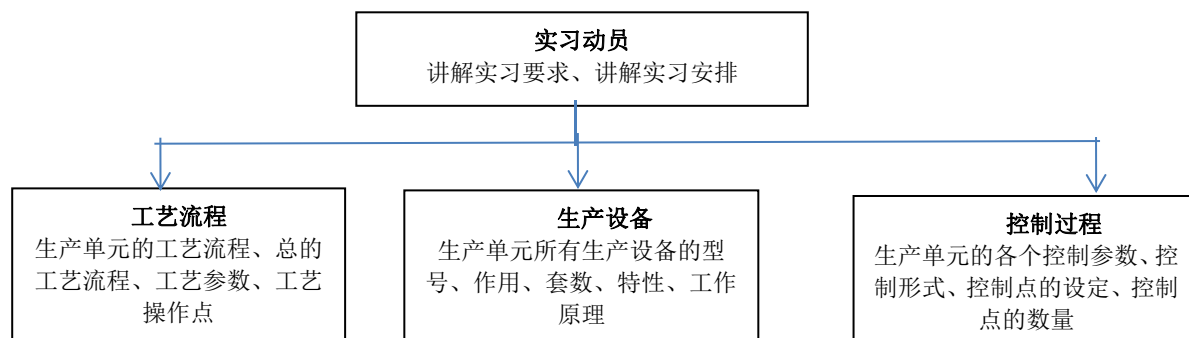 实习动员
讲解实习要求、讲解实习安排
工艺流程
生产单元的工艺流程、总的
工艺流程、工艺参数、工艺
操作点
生产设备
生产单元所有生产设备的型
号、作用、套数、特性、工作
原理
控制过程
生产单元的各个控制参数、控
制形式、控制点的设定、控制
点的数量